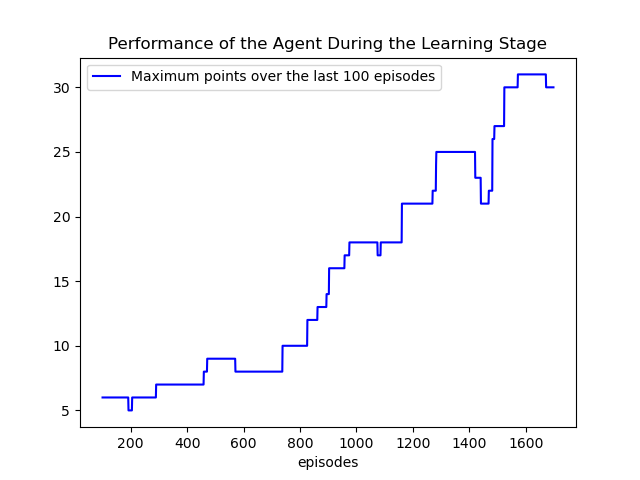 Performance of the Agent During the Learning Stage
Maximum points over the last 100 episodes
30
25
20
15
10
5
200 400 600 800 1000 1200 1400 1600
episodes